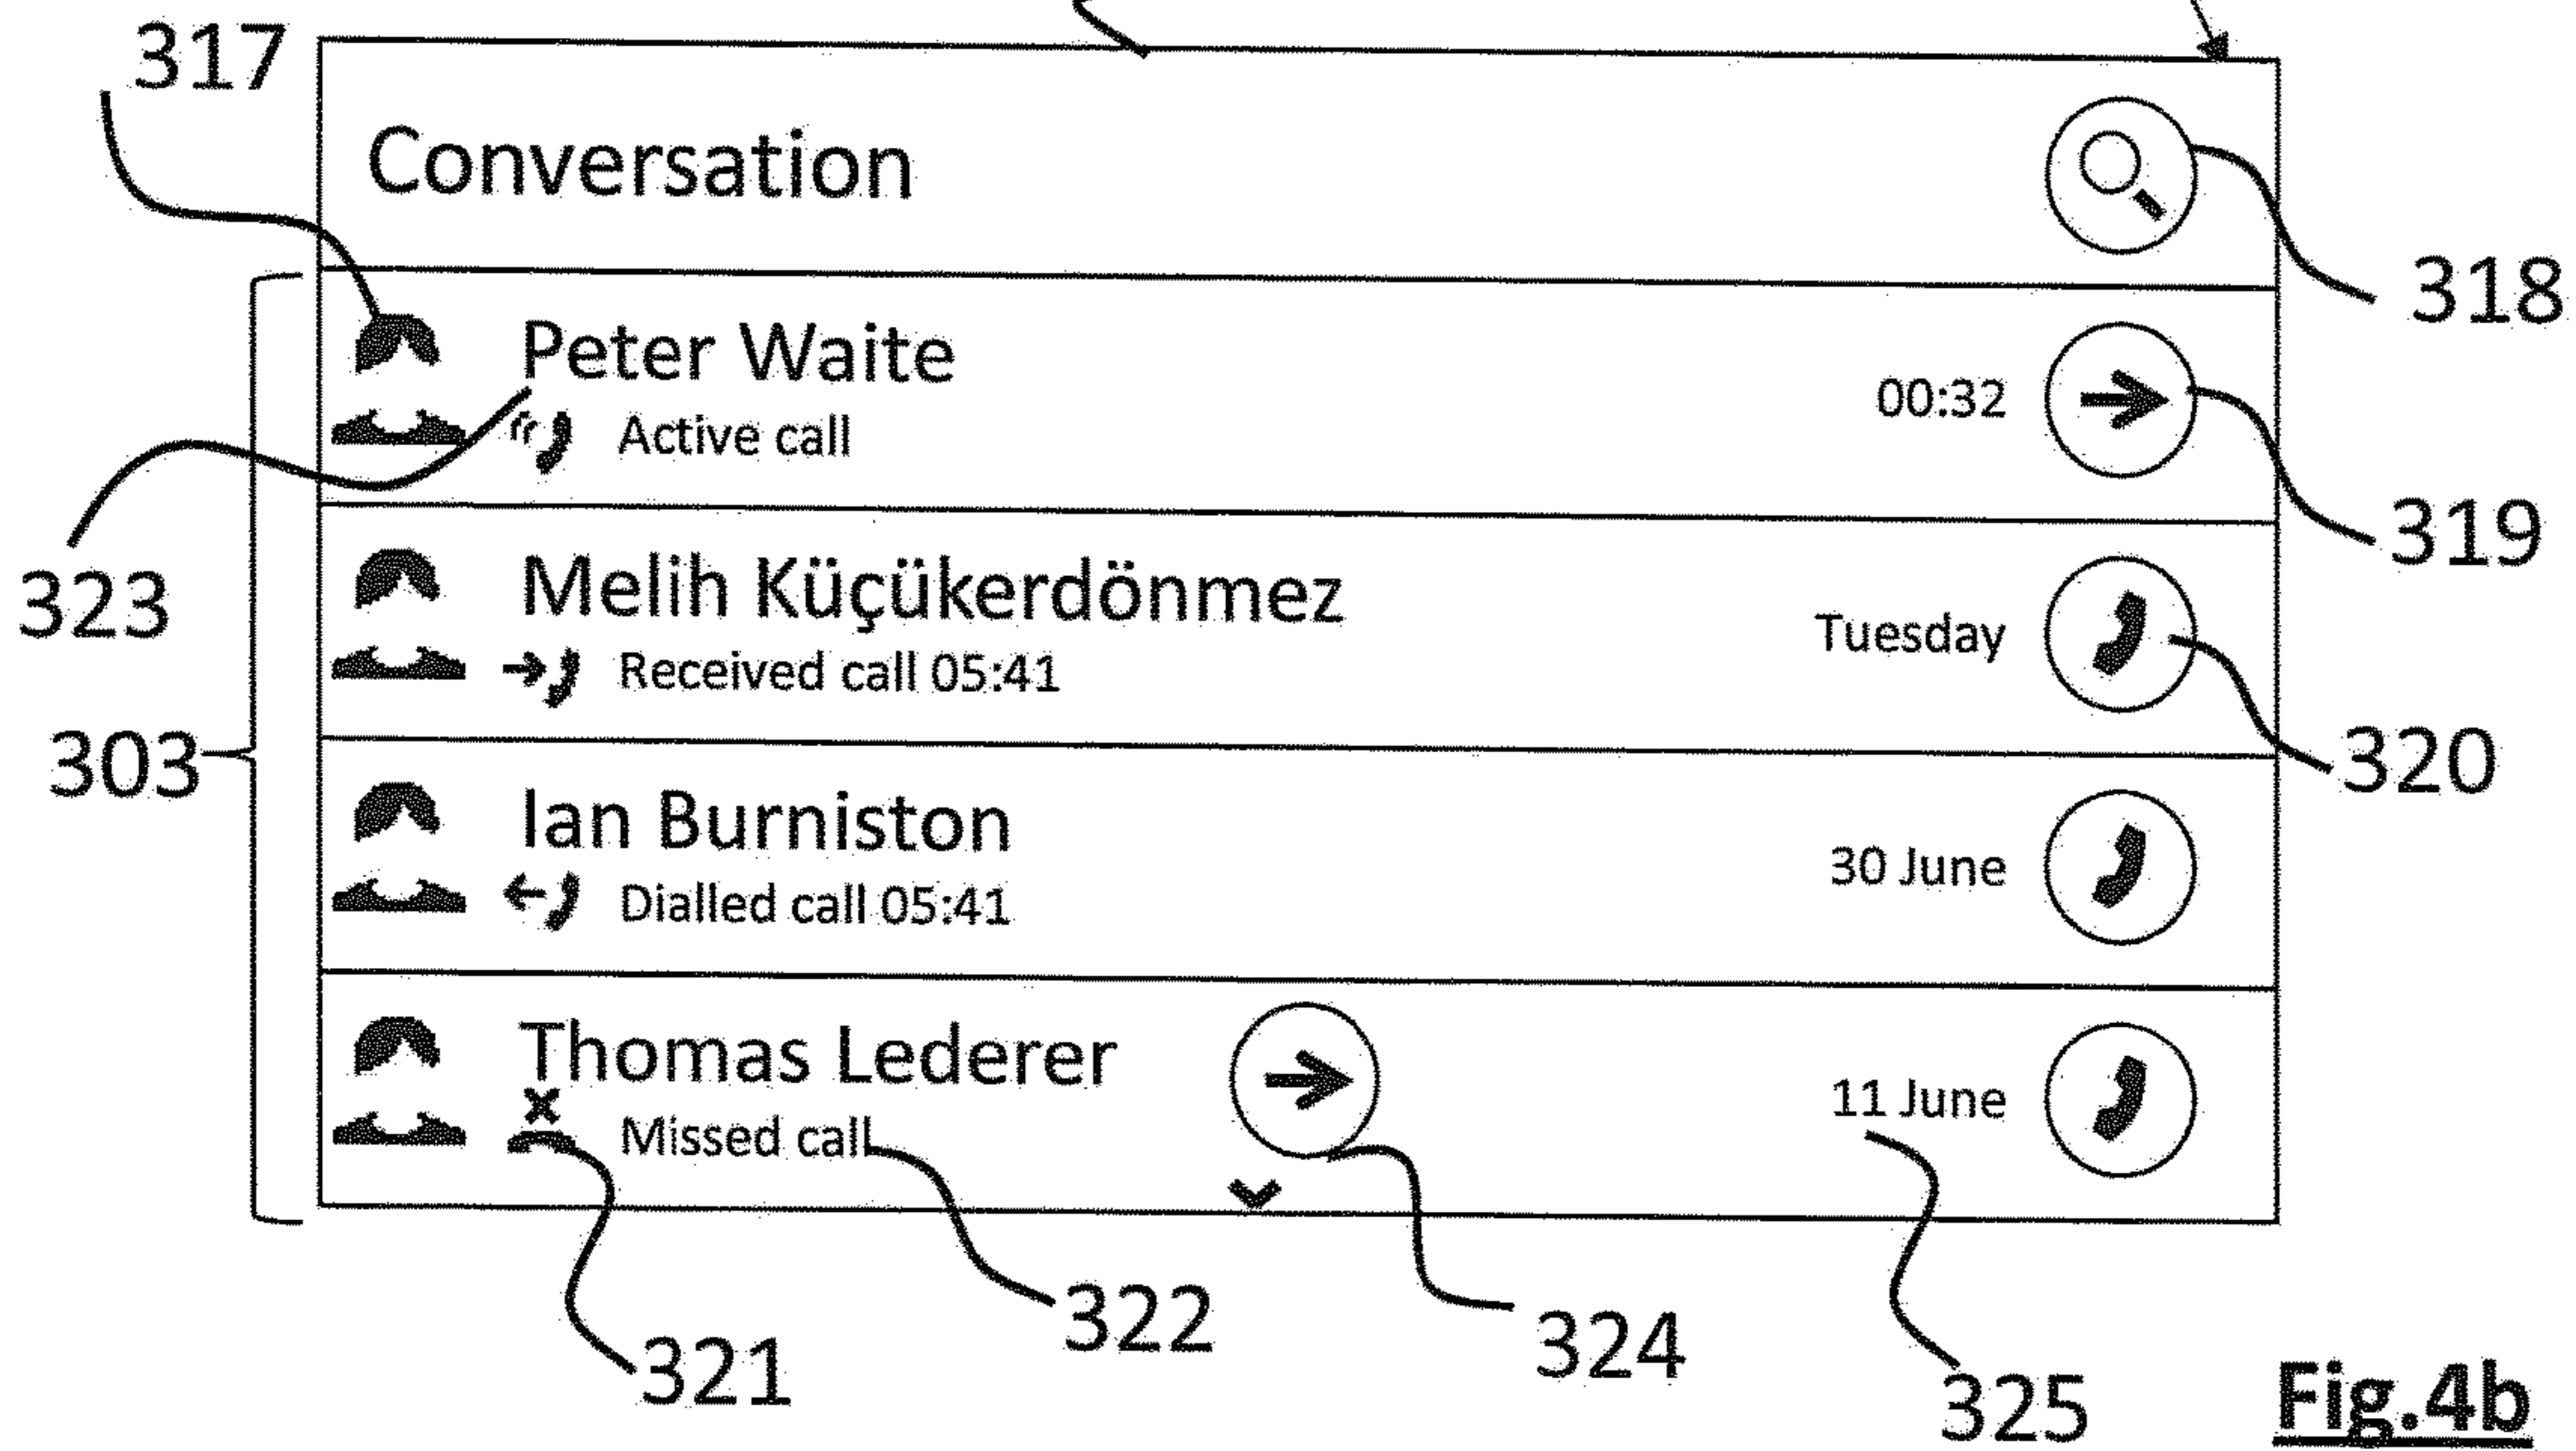 317
Conversation
318
Peter Waite
00:32
Active call
319
323
Melih Küçükerdönmez
Tuesday
Received call 05:41
303
320
Ian Burniston
30 June
Dialled call 05:41
Thomas Lederer
11 June
Missed call
322
324
321
325
Fig.4b